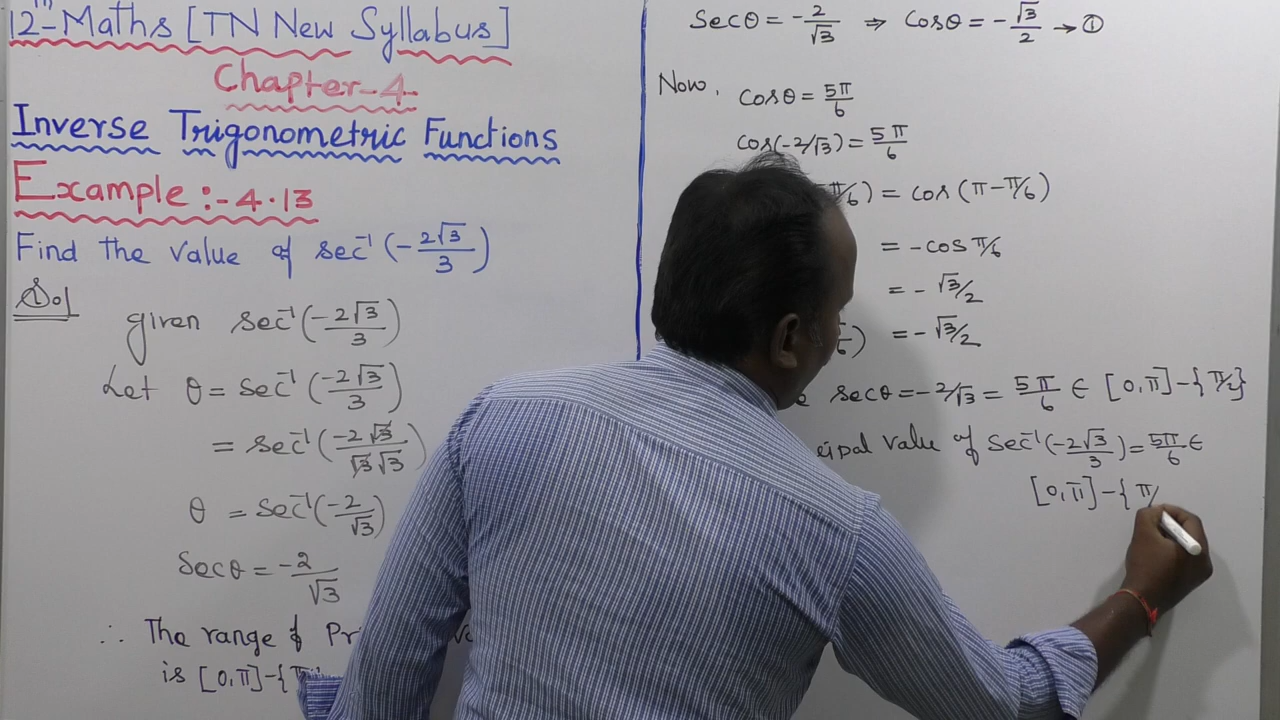 12th-Maths [TN New Syllabus]
Chapter-4
Inverse Trigonometric Functions
Example:-4.13
Find the value of sec⁻¹(-2√3/3)
Sol
given sec⁻¹(-2√3/3)
Let θ = sec⁻¹(-2√3/3)
= sec⁻¹(-2√3/√3√3)
θ = sec⁻¹(-2/√3)
Secθ = -2/√3
∴ The range of
is [0,π]-{π
Secθ = -2/√3 ⇒ Cosθ = -√3/2 → ①
Now, Cosθ = 5π/6
cos(-2/√3) = 5π/6
π/6) = cos(π-π/6)
= -cos π/6
= -√3/2
) = -√3/2
secθ = -2/√3 = 5π/6 ∈ [0,π]-{π/2}
value of Sec⁻¹(-2√3/3) = 5π/6 ∈
[0,π]-{π/